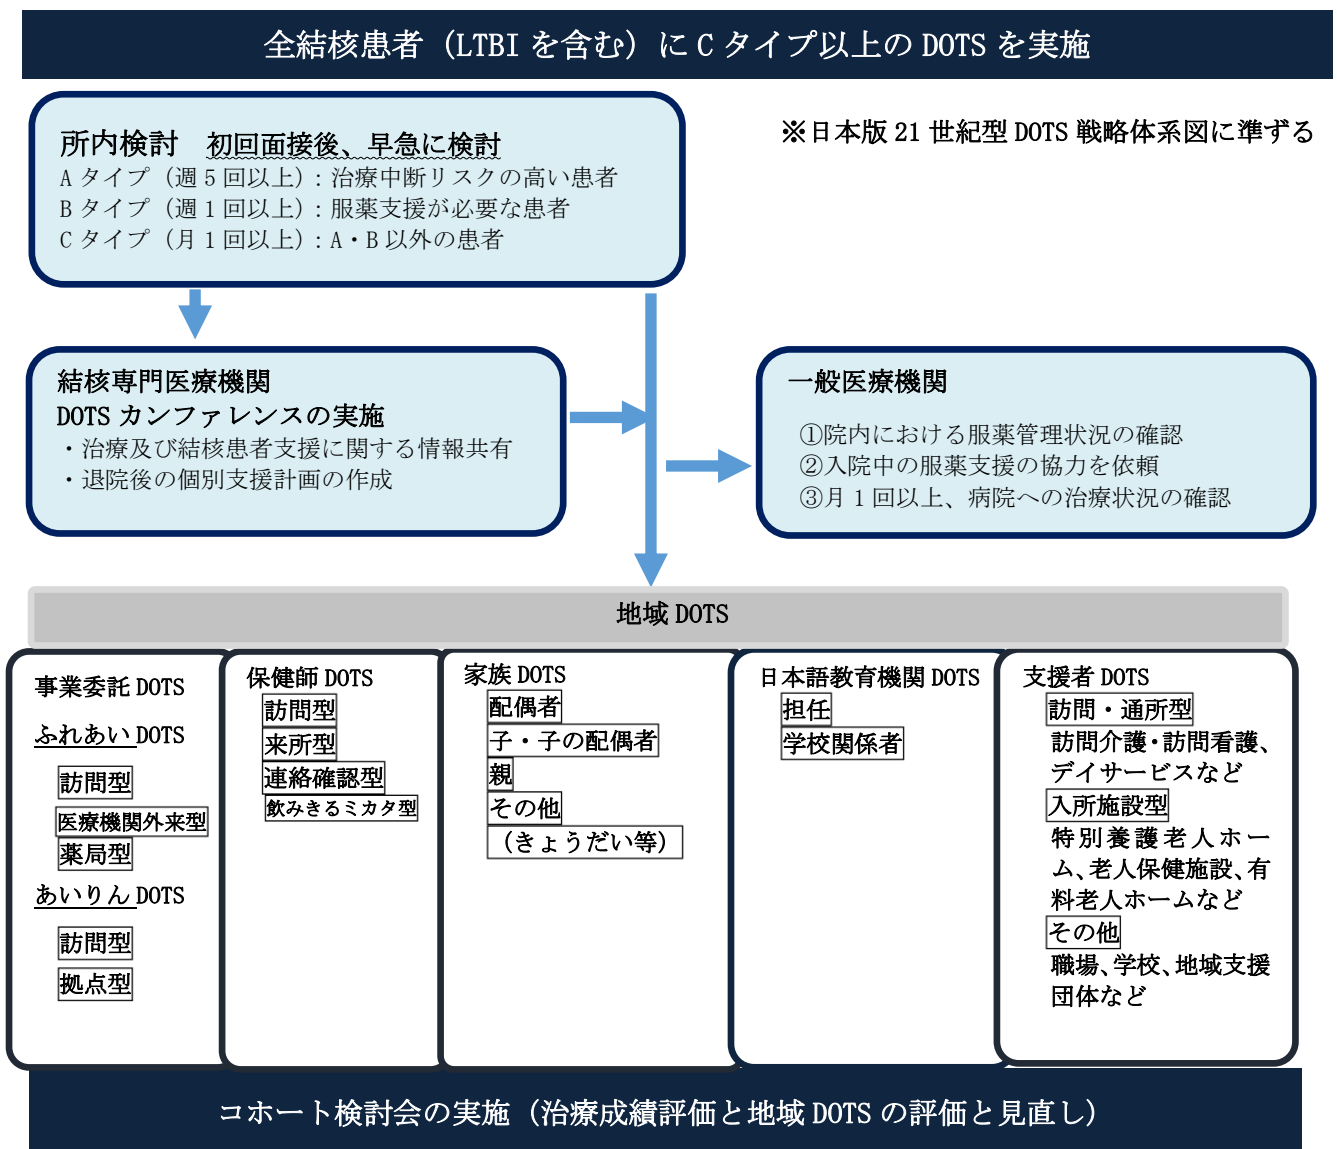 全結核患者（LTBIを含む）にCタイプ以上のDOTSを実施
※日本版21世紀型DOTS戦略体系図に準ずる
所内検討　初回面接後、早急に検討
Aタイプ（週5回以上）：治療中断リスクの高い患者
Bタイプ（週1回以上）：服薬支援が必要な患者
Cタイプ（月1回以上）：A・B以外の患者
結核専門医療機関
DOTSカンファレンスの実施
・治療及び結核患者支援に関する情報共有
・退院後の個別支援計画の作成
一般医療機関
①院内における服薬管理状況の確認
②入院中の服薬支援の協力を依頼
③月1回以上、病院への治療状況の確認
地域DOTS
事業委託DOTS
ふれあいDOTS
訪問型
医療機関外来型
薬局型
あいりんDOTS
訪問型
拠点型
保健師DOTS
訪問型
来所型
連絡確認型
飲みきるミカタ型
家族DOTS
配偶者
子・子の配偶者
親
その他
（きょうだい等）
日本語教育機関DOTS
担任
学校関係者
支援者DOTS
訪問・通所型
訪問介護・訪問看護、
デイサービスなど
入所施設型
特別養護老人ホー
ム、老人保健施設、有
料老人ホームなど
その他
職場、学校、地域支援
団体など
コホート検討会の実施（治療成績評価と地域DOTSの評価と見直し）